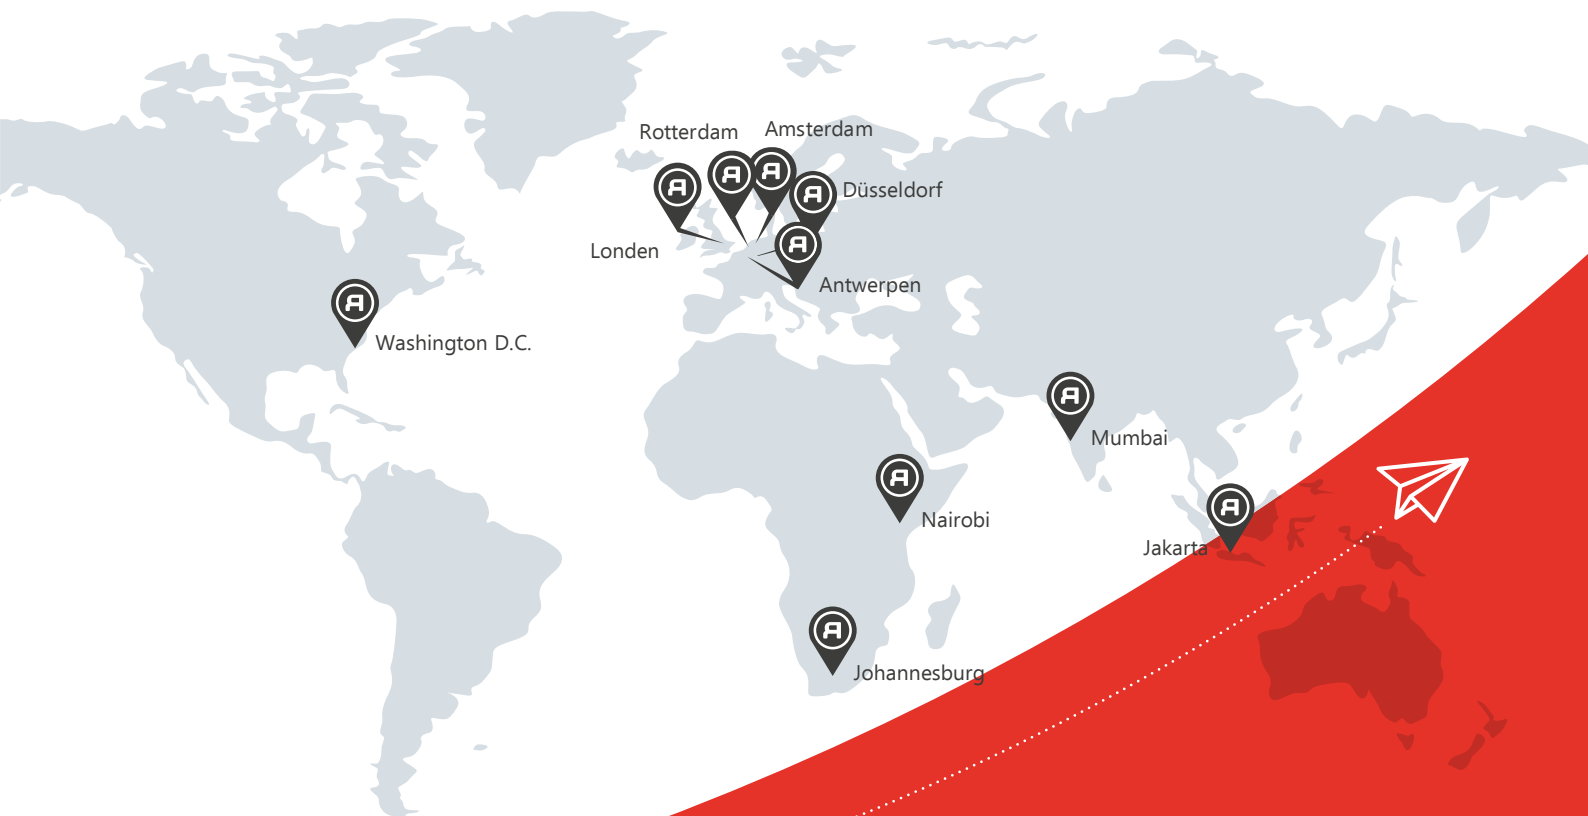 Rotterdam
Amsterdam
Düsseldorf
Londen
Antwerpen
Washington D.C.
Mumbai
Nairobi
Jakarta
Johannesburg